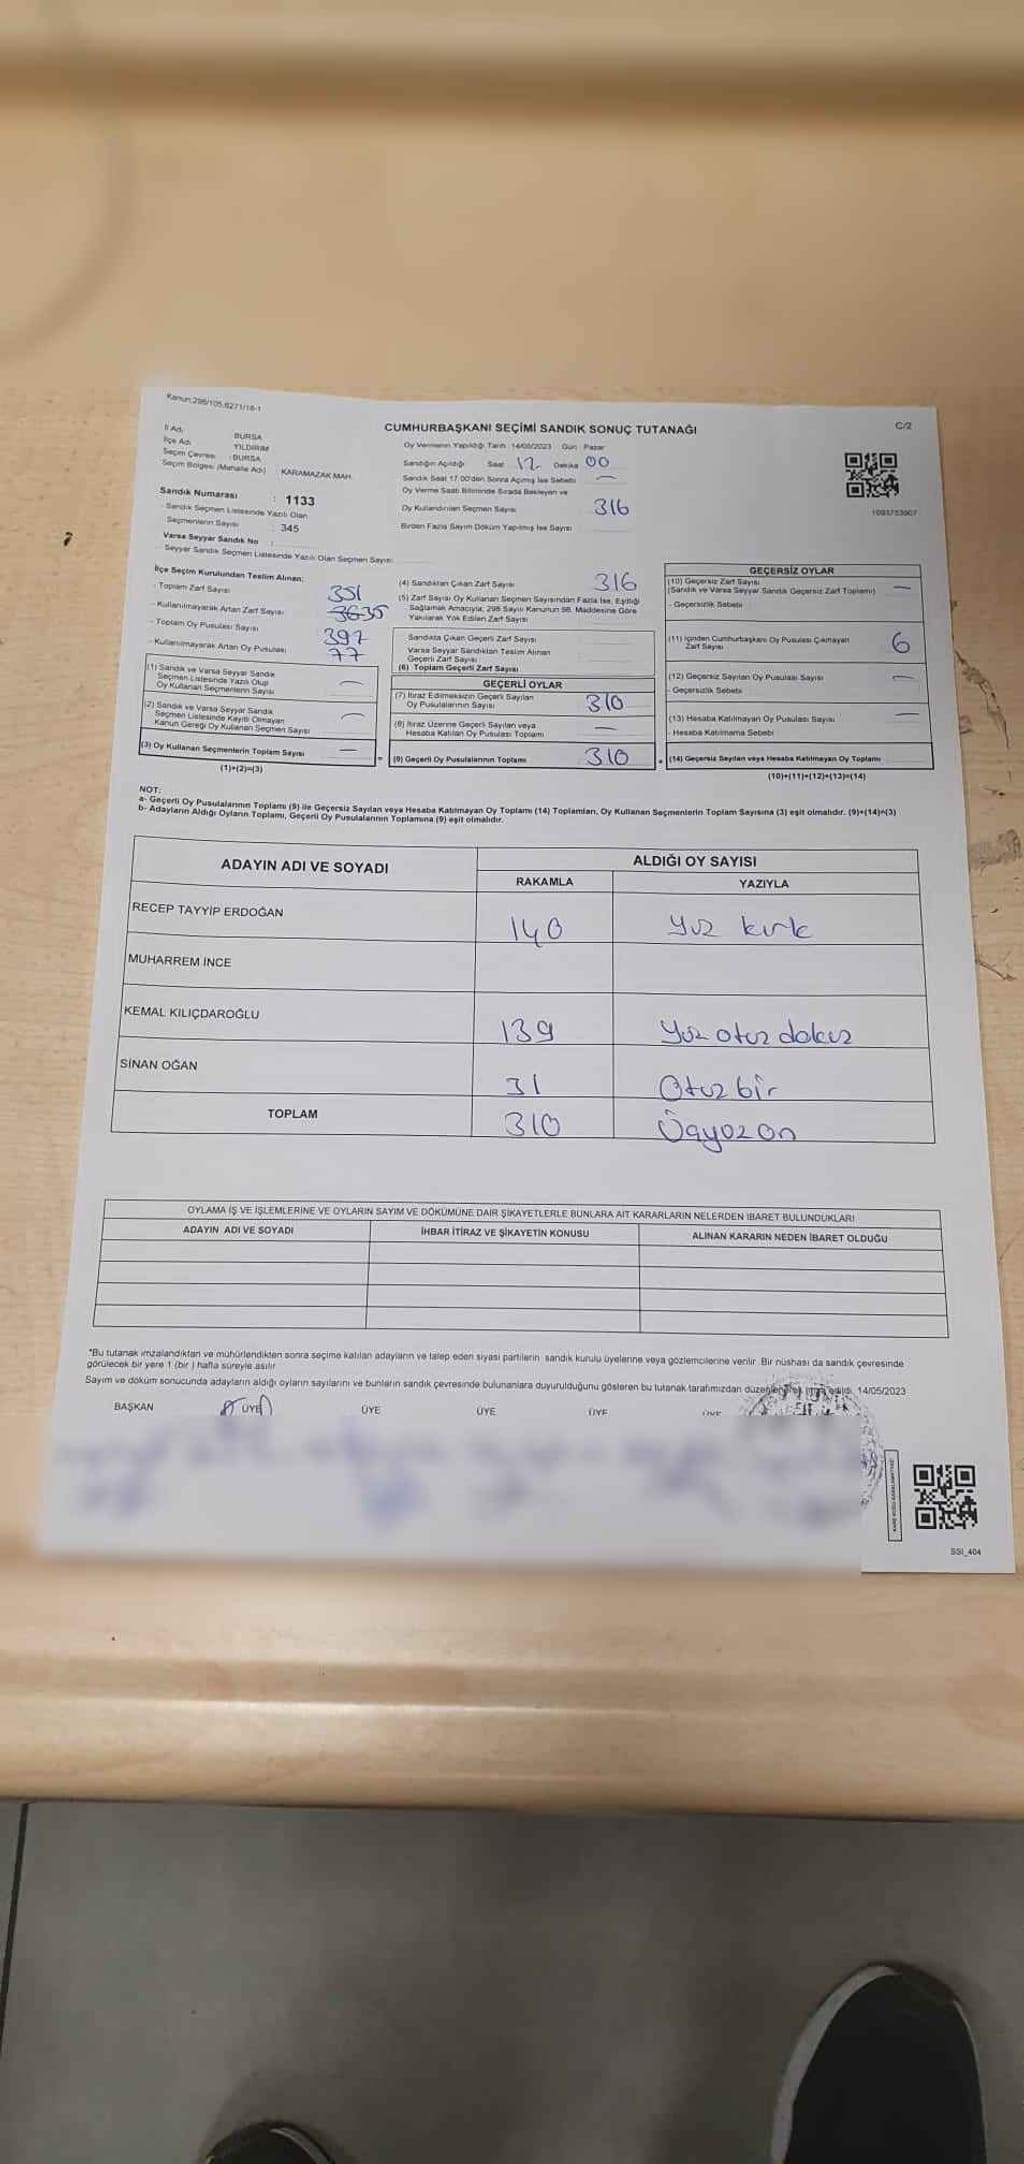 Kanun:298/105,6271/18-1
CUMHURBAŞKANI SEÇİMİ SANDIK SONUÇ TUTANAĞI
C/2
İl Adı : BURSA
İlçe Adı : YILDIRIM
Seçim Çevresi : BURSA
Seçim Bölgesi (Mahalle Adı) : KARAMAZAK MAH.
Oy Vermenin Yapıldığı Tarih : 14/05/2023 Gün : Pazar
Sandığın Açıldığı Saat 17 Dakika 00
Sandık Saat 17:00'den Sonra Açılmış İse Sebebi —
Oy Verme Saati Bitiminde Sırada Bekleyen ve
Oy Kullandırılan Seçmen Sayısı 316
Birden Fazla Sayım Döküm Yapılmış İse Sayısı
1091753907
Sandık Numarası : 1133
- Sandık Seçmen Listesinde Yazılı Olan
Seçmenlerin Sayısı : 345
Varsa Seyyar Sandık No :
- Seyyar Sandık Seçmen Listesinde Yazılı Olan Seçmen Sayısı
İlçe Seçim Kurulundan Teslim Alınan;
- Toplam Zarf Sayısı 351
- Kullanılmayarak Artan Zarf Sayısı 35
- Toplam Oy Pusulası Sayısı
- Kullanılmayarak Artan Oy Pusulası 77
(1) Sandık ve Varsa Seyyar Sandık
Seçmen Listesinde Yazılı Olup
Oy Kullanan Seçmenlerin Sayısı —
(2) Sandık ve Varsa Seyyar Sandık
Seçmen Listesinde Kayıtlı Olmayan
Kanun Gereği Oy Kullanan Seçmen Sayısı —
(3) Oy Kullanan Seçmenlerin Toplam Sayısı —
(1)+(2)=(3)
(4) Sandıktan Çıkan Zarf Sayısı 316
(5) Zarf Sayısı Oy Kullanan Seçmen Sayısından Fazla İse, Eşitliği
Sağlamak Amacıyla, 298 Sayılı Kanunun 98. Maddesine Göre
Yakılarak Yok Edilen Zarf Sayısı
Sandıkta Çıkan Geçerli Zarf Sayısı
Varsa Seyyar Sandıktan Teslim Alınan
Geçerli Zarf Sayısı
(6) Toplam Geçerli Zarf Sayısı
GEÇERLİ OYLAR
(7) İtiraz Edilmeksizin Geçerli Sayılan
Oy Pusulalarının Sayısı 310
(8) İtiraz Üzerine Geçerli Sayılan veya
Hesaba Katılan Oy Pusulası Toplamı —
(9) Geçerli Oy Pusulalarının Toplamı 310
GEÇERSİZ OYLAR
(10) Geçersiz Zarf Sayısı
(Sandık ve Varsa Seyyar Sandık Geçersiz Zarf Toplamı) —
- Geçersizlik Sebebi
(11) İçinden Cumhurbaşkanı Oy Pusulası Çıkmayan
Zarf Sayısı 6
(12) Geçersiz Sayılan Oy Pusulası Sayısı —
- Geçersizlik Sebebi
(13) Hesaba Katılmayan Oy Pusulası Sayısı —
- Hesaba Katılmama Sebebi
(14) Geçersiz Sayılan veya Hesaba Katılmayan Oy Toplamı
(10)+(11)+(12)+(13)=(14)
NOT:
a- Geçerli Oy Pusulalarının Toplamı (9) ile Geçersiz Sayılan veya Hesaba Katılmayan Oy Toplamı (14) Toplamları, Oy Kullanan Seçmenlerin Toplam Sayısına (3) eşit olmalıdır. (9)+(14)=(3)
b- Adayların Aldığı Oyların Toplamı, Geçerli Oy Pusulalarının Toplamına (9) eşit olmalıdır.
ADAYIN ADI VE SOYADI
ALDIĞI OY SAYISI
RAKAMLA YAZIYLA
RECEP TAYYİP ERDOĞAN 140 Yüz kırk
MUHARREM İNCE
KEMAL KILIÇDAROĞLU 139 Yüz otuz dokuz
SİNAN OĞAN 31 Otuz bir
TOPLAM 310 Üçyüz on
OYLAMA İŞ VE İŞLEMLERİNE VE OYLARIN SAYIM VE DÖKÜMÜNE DAİR ŞİKAYETLERLE BUNLARA AİT KARARLARIN NELERDEN İBARET BULUNDUKLARI
ADAYIN ADI VE SOYADI İHBAR İTİRAZ VE ŞİKAYETİN KONUSU ALINAN KARARIN NEDEN İBARET OLDUĞU
*Bu tutanak imzalandıktan ve mühürlendikten sonra seçime katılan adayların ve talep eden siyasi partilerin sandık kurulu üyelerine veya gözlemcilerine verilir. Bir nüshası da sandık çevresinde
görülecek bir yere 1 (bir ) hafta süreyle asılır.
Sayım ve döküm sonucunda adayların aldığı oyların sayılarını ve bunların sandık çevresinde bulunanlara duyurulduğunu gösteren bu tutanak tarafımızdan 14/05/2023
BAŞKAN ÜYE ÜYE ÜYE ÜYE ÜYE
SSI_404